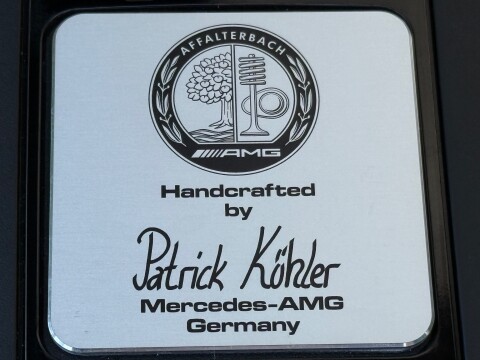 AFFALTERBACH
AMG
Handcrafted
by
Patrick Köhler
Mercedes-AMG
Germany